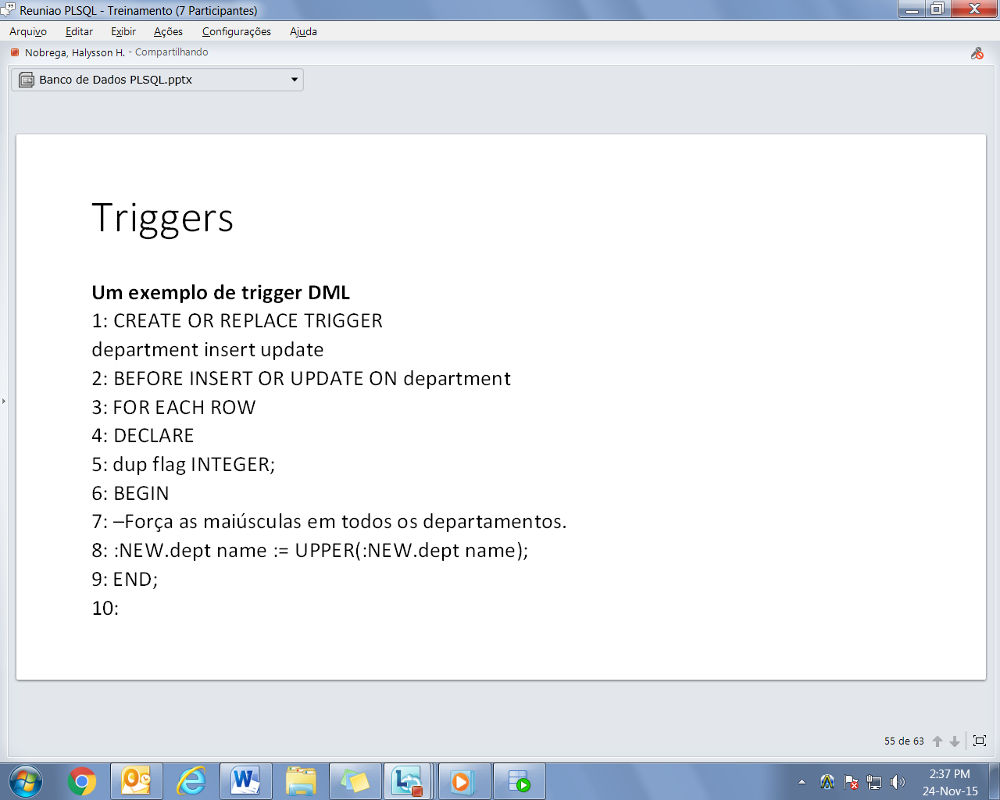 Reuniao PLSQL - Treinamento (7 Participantes)
Arquivo Editar Exibir Ações Configurações Ajuda
Nobrega, Halysson H. - Compartilhando
Banco de Dados PLSQL.pptx
Triggers
Um exemplo de trigger DML
1: CREATE OR REPLACE TRIGGER
department insert update
2: BEFORE INSERT OR UPDATE ON department
3: FOR EACH ROW
4: DECLARE
5: dup flag INTEGER;
6: BEGIN
7: –Força as maiúsculas em todos os departamentos.
8: :NEW.dept name := UPPER(:NEW.dept name);
9: END;
10:
55 de 63
2:37 PM
24-Nov-15